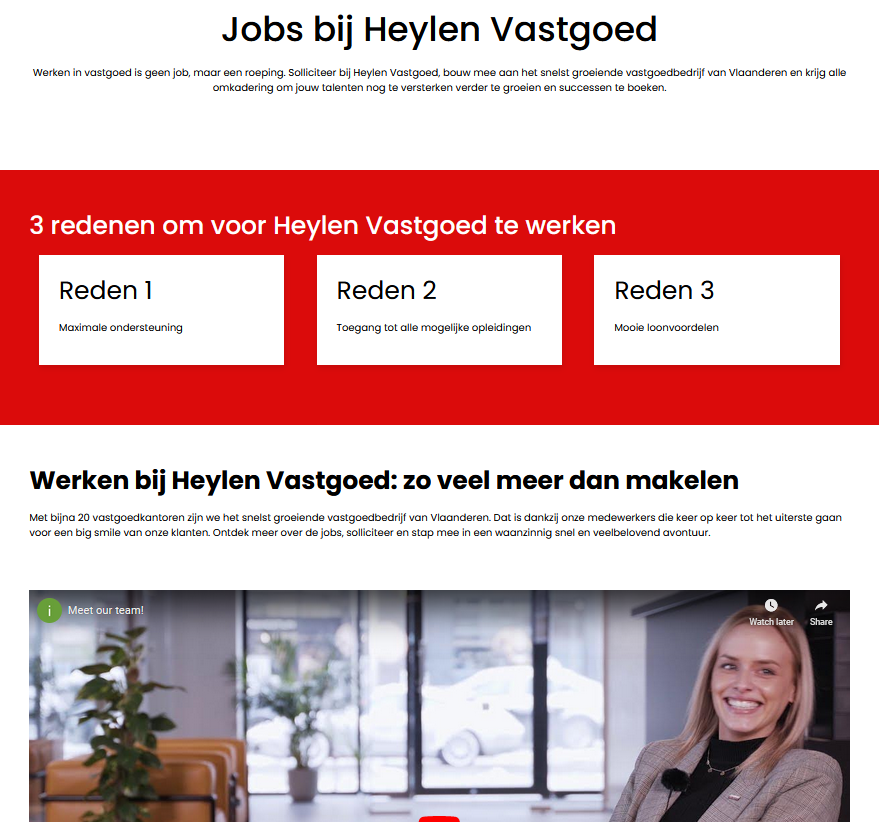 Jobs bij Heylen Vastgoed
Werken in vastgoed is geen job, maar een roeping. Solliciteer bij Heylen Vastgoed, bouw mee aan het snelst groeiende vastgoedbedrijf van Vlaanderen en krijg alle
omkadering om jouw talenten nog te versterken verder te groeien en successen te boeken.
3 redenen om voor Heylen Vastgoed te werken
Reden 1
Maximale ondersteuning
Reden 2
Toegang tot alle mogelijke opleidingen
Reden 3
Mooie loonvoordelen
Werken bij Heylen Vastgoed: zo veel meer dan makelen
Met bijna 20 vastgoedkantoren zijn we het snelst groeiende vastgoedbedrijf van Vlaanderen. Dat is dankzij onze medewerkers die keer op keer tot het uiterste gaan
voor een big smile van onze klanten. Ontdek meer over de jobs, solliciteer en stap mee in een waanzinnig snel en veelbelovend avontuur.
i
Meet our team!
Watch later
Share